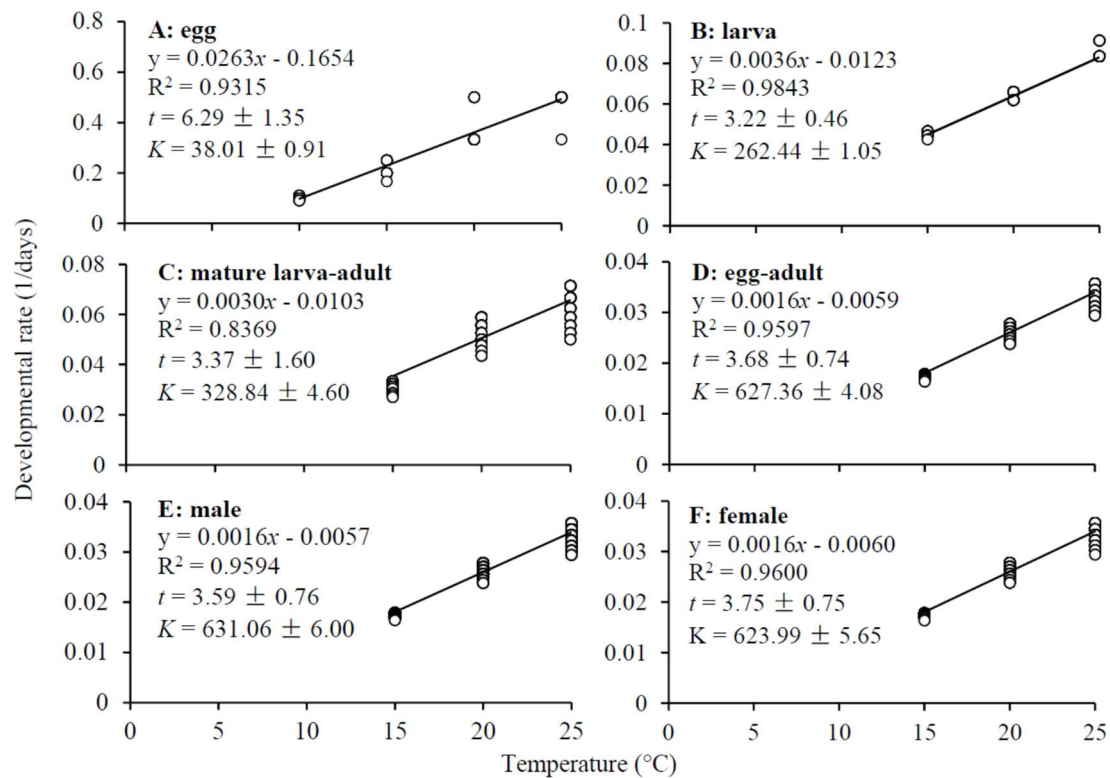 Developmental rate (1/days)
A: egg
y = 0.0263x - 0.1654
R² = 0.9315
t = 6.29 ± 1.35
K = 38.01 ± 0.91
0.8
0.6
0.4
0.2
0
B: larva
y = 0.0036x - 0.0123
R² = 0.9843
t = 3.22 ± 0.46
K = 262.44 ± 1.05
0.1
0.08
0.06
0.04
0.02
0
C: mature larva-adult
y = 0.0030x - 0.0103
R² = 0.8369
t = 3.37 ± 1.60
K = 328.84 ± 4.60
0.08
0.06
0.04
0.02
0
D: egg-adult
y = 0.0016x - 0.0059
R² = 0.9597
t = 3.68 ± 0.74
K = 627.36 ± 4.08
0.04
0.03
0.02
0.01
0
E: male
y = 0.0016x - 0.0057
R² = 0.9594
t = 3.59 ± 0.76
K = 631.06 ± 6.00
0.04
0.03
0.02
0.01
0
0 5 10 15 20 25
F: female
y = 0.0016x - 0.0060
R² = 0.9600
t = 3.75 ± 0.75
K = 623.99 ± 5.65
0.04
0.03
0.02
0.01
0
0 5 10 15 20 25
Temperature (°C)